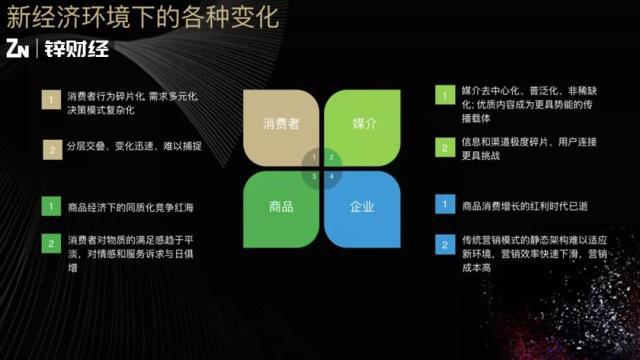 新经济环境下的各种变化
ZN 锌财经
1
消费者行为碎片化, 需求多元化,
决策模式复杂化
2
分层交叠、变化迅速、难以捕捉
1
商品经济下的同质化竞争红海
2
消费者对物质的满足感趋于平
淡，对情感和服务诉求与日俱
增
消费者
媒介
1
2
3
4
商品
企业
1
媒介去中心化、普泛化、非稀缺
化; 优质内容成为更具势能的传
播载体
2
信息和渠道极度碎片、用户连接
更具挑战
1
商品消费增长的红利时代已逝
2
传统营销模式的静态架构难以适应
新环境，营销效率快速下滑，营销
成本高